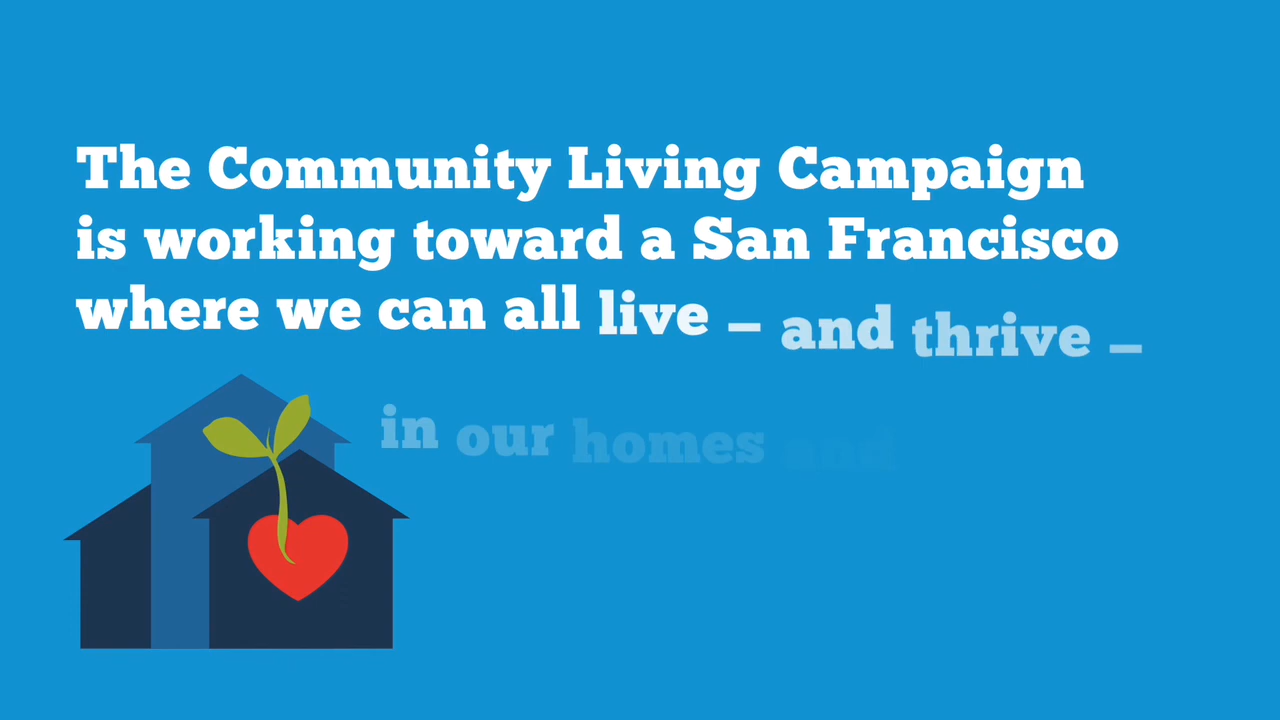 The Community Living Campaign
is working toward a San Francisco
where we can all live – and thrive –
in our homes and